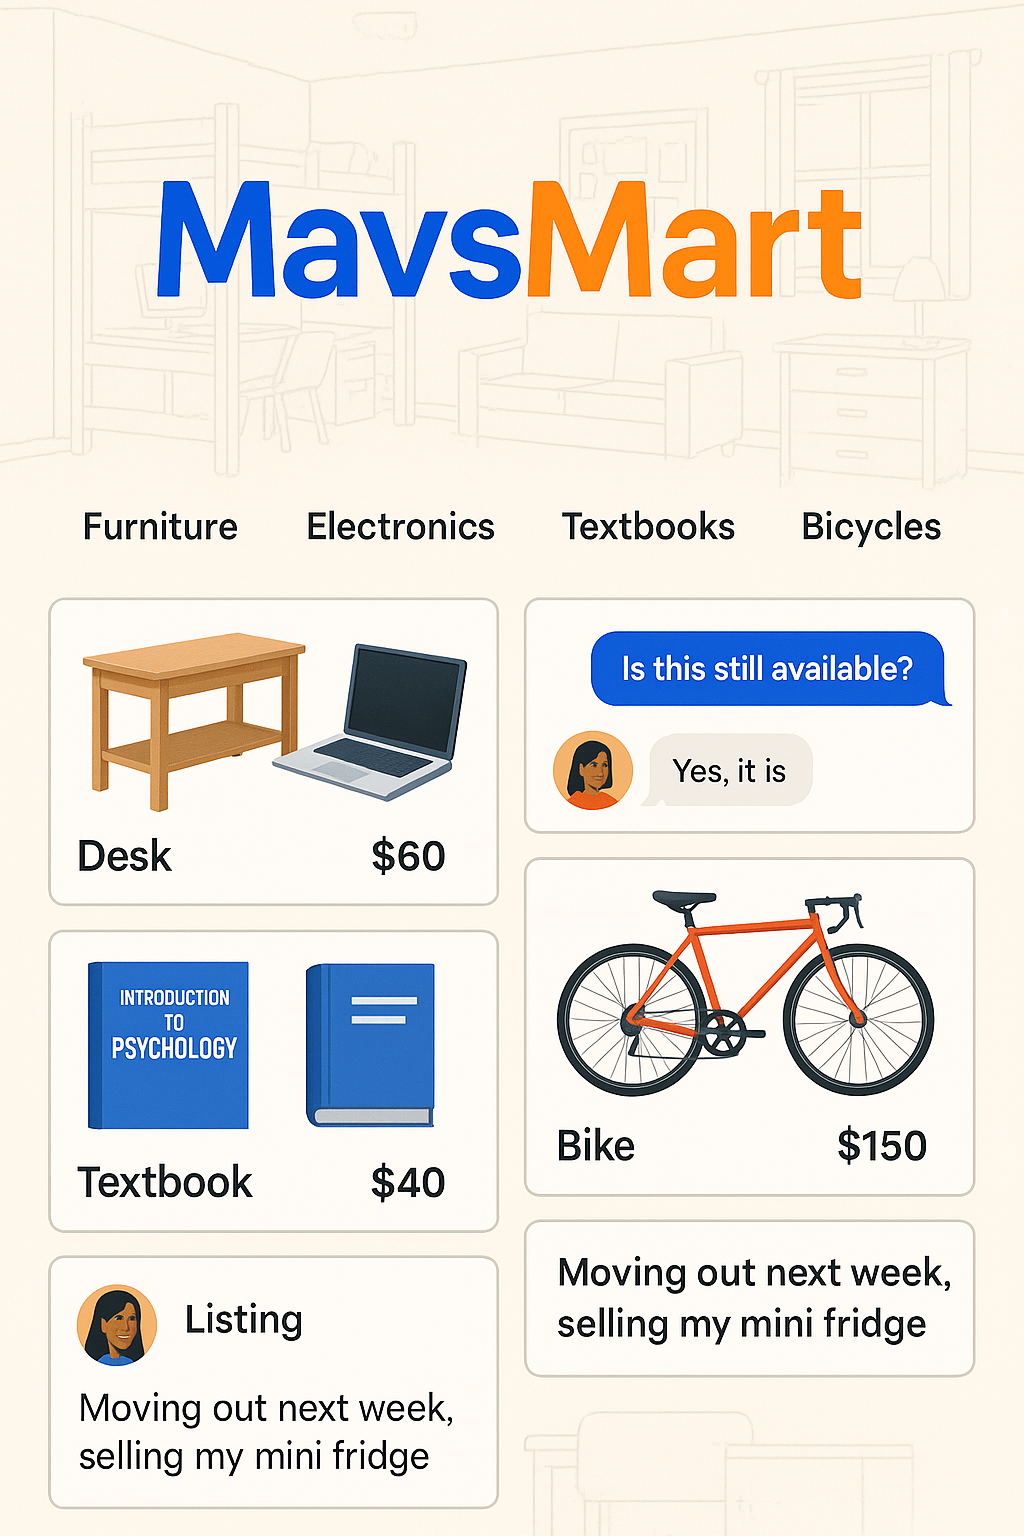 MavsMart
Furniture Electronics Textbooks Bicycles
Desk $60
INTRODUCTION
TO
PSYCHOLOGY
Textbook $40
Listing
Moving out next week,
selling my mini fridge
Is this still available?
Yes, it is
Bike $150
Moving out next week,
selling my mini fridge